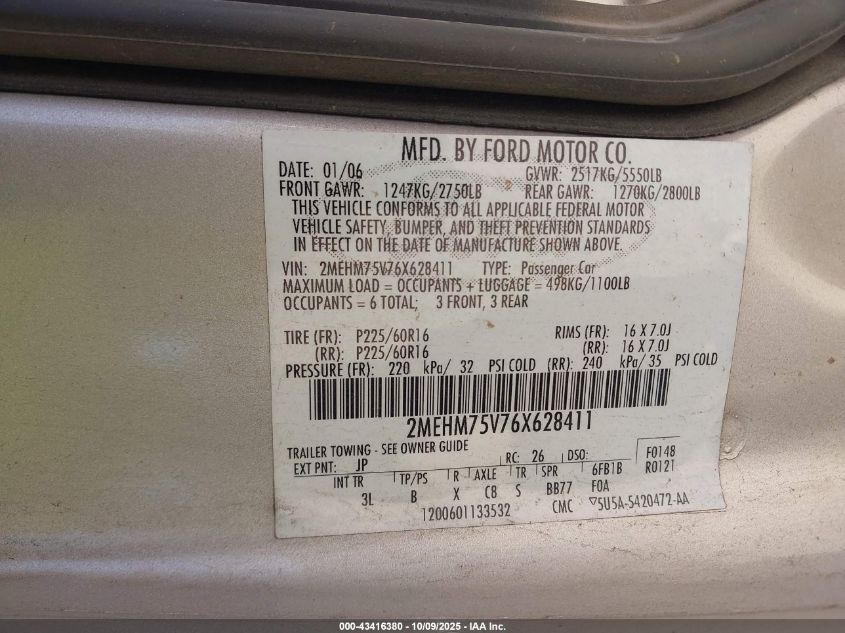 MFD. BY FORD MOTOR CO.
DATE: 01/06 GVWR: 2517KG/5550LB
FRONT GAWR: 1247KG/2750LB REAR GAWR: 1270KG/2800LB
THIS VEHICLE CONFORMS TO ALL APPLICABLE FEDERAL MOTOR
VEHICLE SAFETY, BUMPER, AND THEFT PREVENTION STANDARDS
IN EFFECT ON THE DATE OF MANUFACTURE SHOWN ABOVE.
VIN: 2MEHM75V76X628411 TYPE: Passenger Car
MAXIMUM LOAD = OCCUPANTS + LUGGAGE = 498KG/1100LB
OCCUPANTS = 6 TOTAL; 3 FRONT, 3 REAR
TIRE (FR): P225/60R16 RIMS (FR): 16 X 7.0J
(RR): P225/60R16 (RR): 16 X 7.0J
PRESSURE (FR): 220 kPa/ 32 PSI COLD (RR): 240 kPa/ 35 PSI COLD
2MEHM75V76X628411
TRAILER TOWING - SEE OWNER GUIDE
EXT PNT: JP RC: 26 DSO: F0148
INT TR TP/PS R AXLE TR SPR 6FB1B R0121
3L B X C8 S BB77 F0A
1200601133532 CMC ▽5U5A-5420472-AA
000-43416380 - 10/09/2025 - IAA Inc.